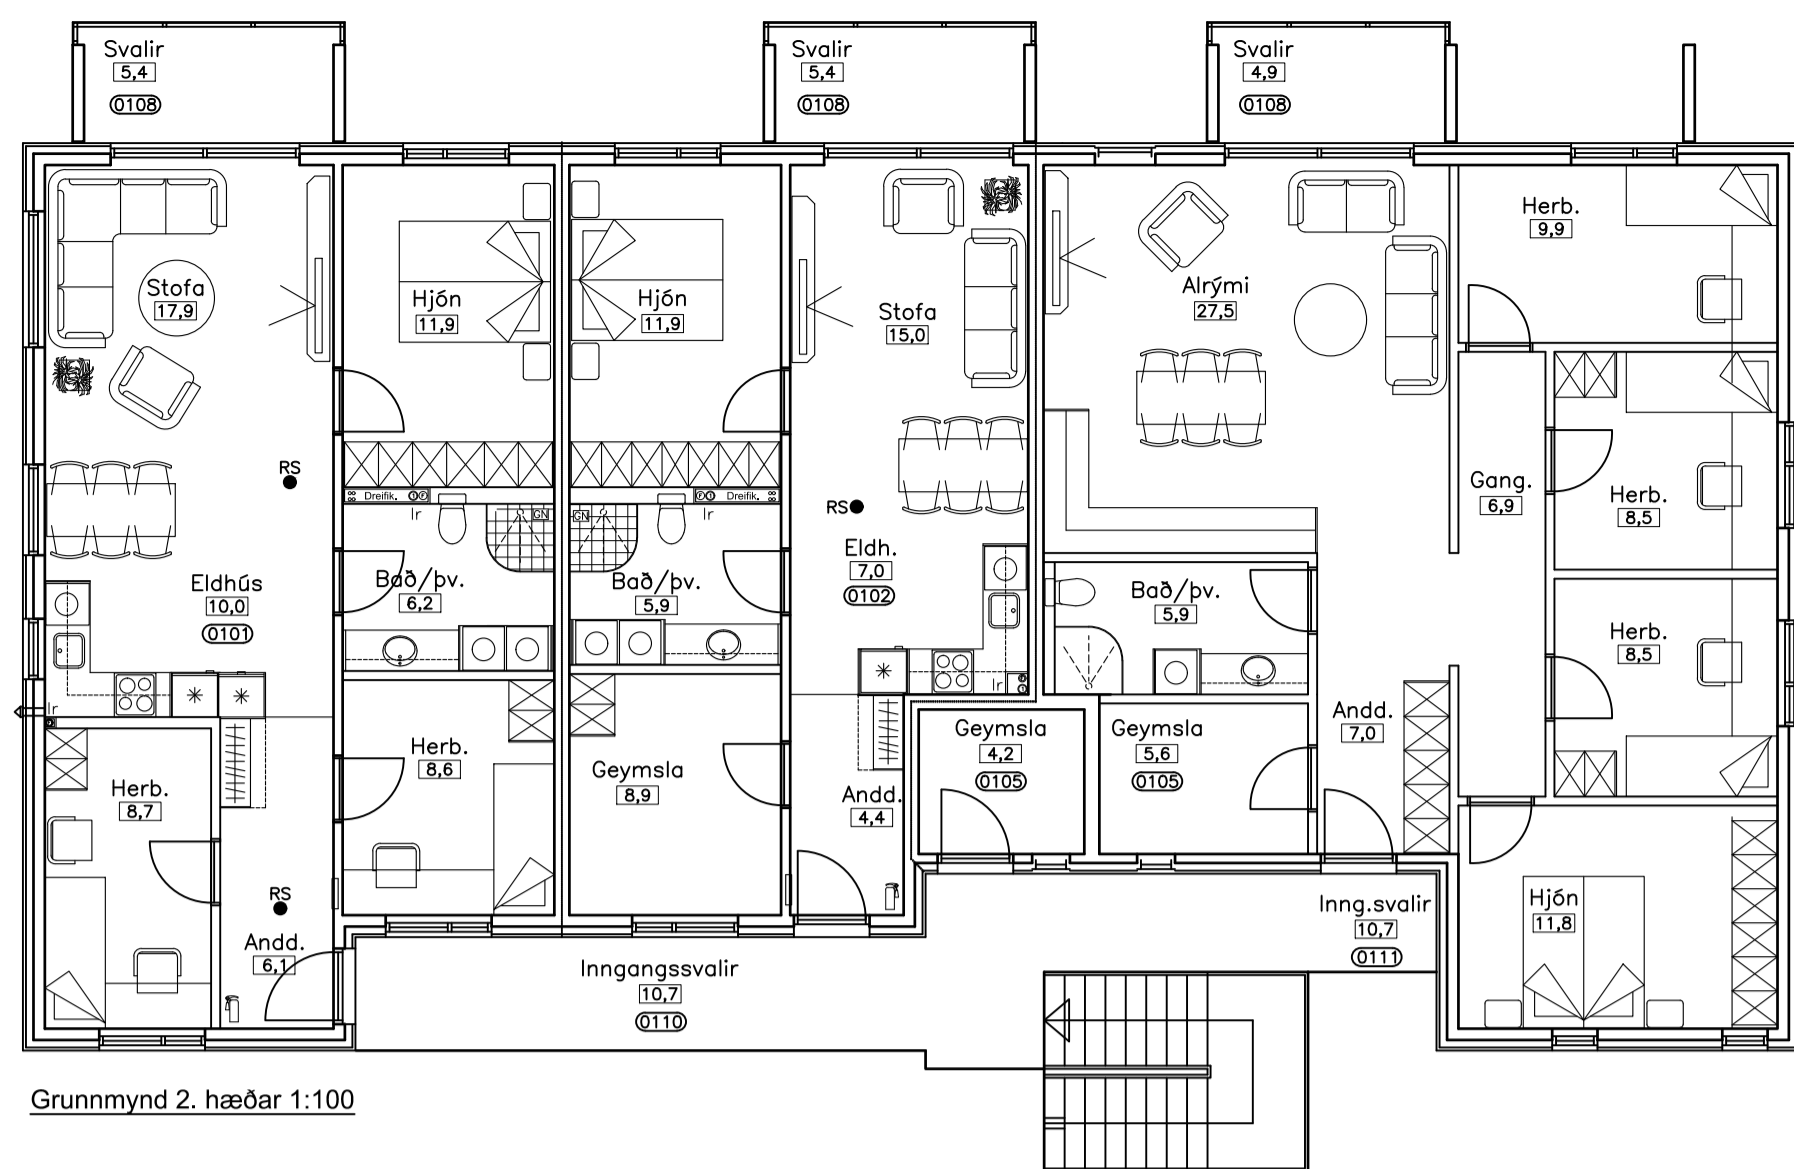 Svalir
5,4
0108
Svalir
5,4
0108
Svalir
4,9
0108
Stofa
17,9
Hjón
11,9
Hjón
11,9
Stofa
15,0
Alrými
27,5
Herb.
9,9
RS
Dreifik.
Ir
GN
GN
Dreifik.
Ir
RS
Gang.
6,9
Herb.
8,5
Eldhús
10,0
0101
Bað/þv.
6,2
Bað/þv.
5,9
Eldh.
7,0
0102
Bað/þv.
5,9
Herb.
8,5
Ir
Ir
Herb.
8,7
Herb.
8,6
Geymsla
8,9
Andd.
4,4
Geymsla
4,2
0105
Geymsla
5,6
0105
Andd.
7,0
RS
Andd.
6,1
Inngangssvalir
10,7
0110
Inng.svalir
10,7
0111
Hjón
11,8
Grunnmynd 2. hæðar 1:100